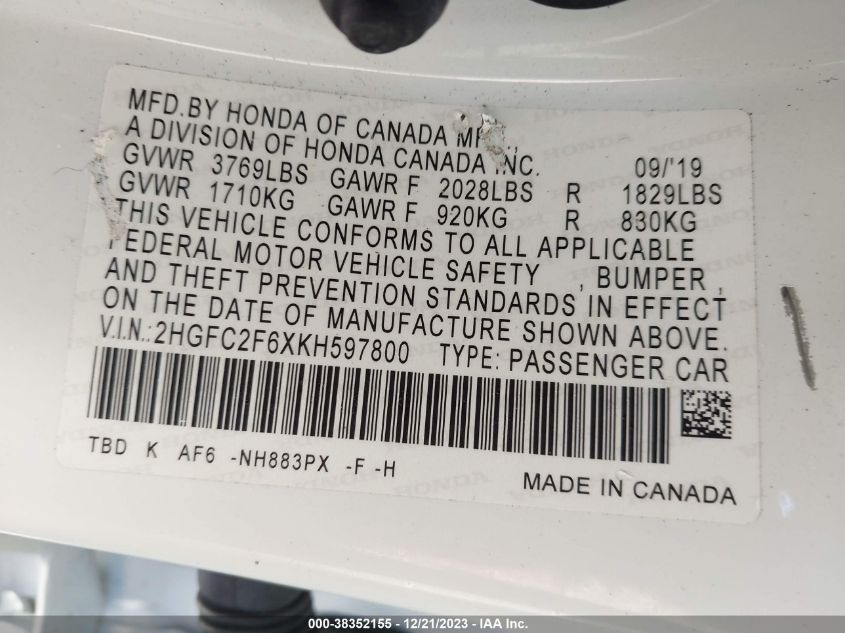 MFD.BY HONDA OF CANADA
A DIVISION OF HONDA CANADA INC. 09/'19
GVWR 3769LBS GAWR F 2028LBS R 1829LBS
GVWR 1710KG GAWR F 920KG R 830KG
THIS VEHICLE CONFORMS TO ALL APPLICABLE
FEDERAL MOTOR VEHICLE SAFETY , BUMPER ,
AND THEFT PREVENTION STANDARDS IN EFFECT
ON THE DATE OF MANUFACTURE SHOWN ABOVE.
V.I.N.: 2HGFC2F6XKH597800 TYPE: PASSENGER CAR
TBD K AF6 -NH883PX -F -H
MADE IN CANADA
000-38352155 - 12/21/2023 - IAA Inc.